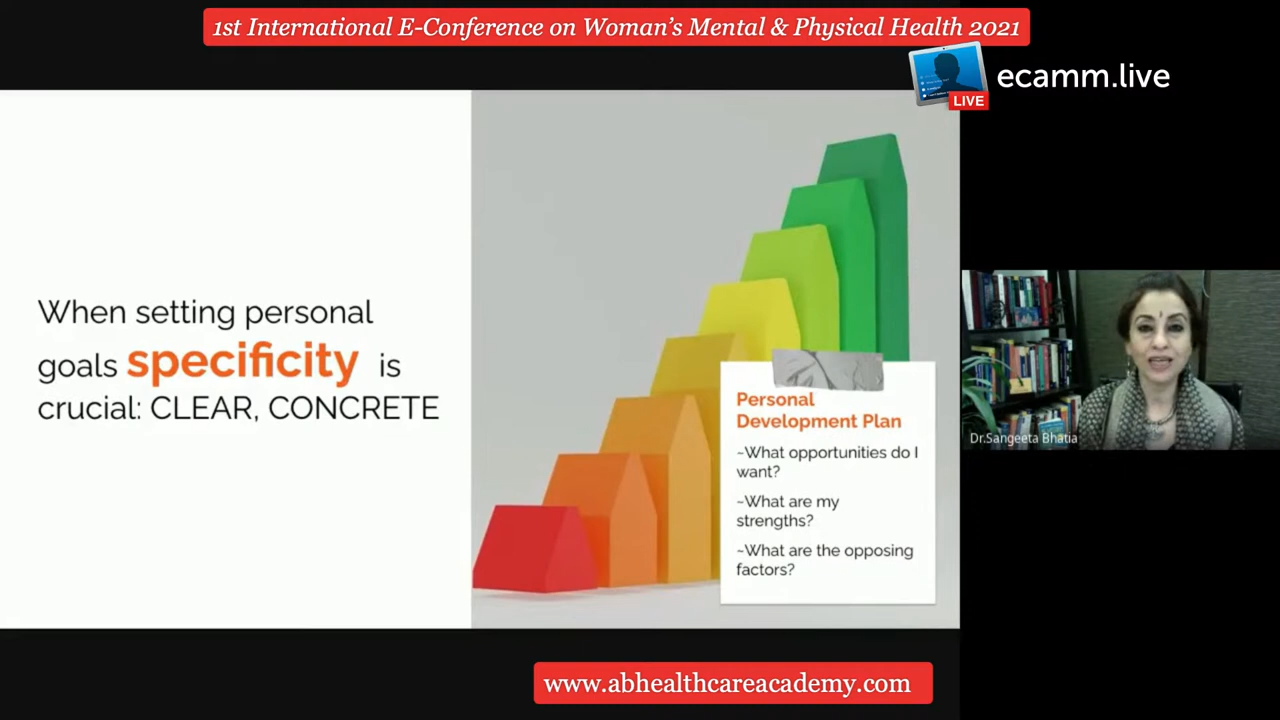 1st International E-Conference on Woman's Mental & Physical Health 2021
ecamm.live
LIVE
When setting personal
goals specificity is
crucial: CLEAR, CONCRETE
Personal
Development Plan
~What opportunities do I
want?
~What are my
strengths?
~What are the opposing
factors?
Dr.Sangeeta Bhatia
www.abhealthcareacademy.com